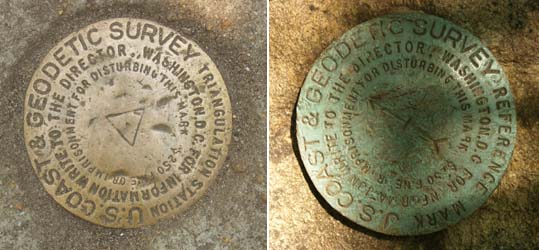 U.S. COAST & GEODETIC SURVEY TRIANGULATION STATION
FOR INFORMATION WRITE TO THE DIRECTOR, WASHINGTON, D.C.
$250 FINE OR IMPRISONMENT FOR DISTURBING THIS MARK
U.S. COAST & GEODETIC SURVEY REFERENCE MARK
FOR INFORMATION WRITE TO THE DIRECTOR, WASHINGTON, D.C.
$250 FINE OR IMPRISONMENT FOR DISTURBING THIS MARK